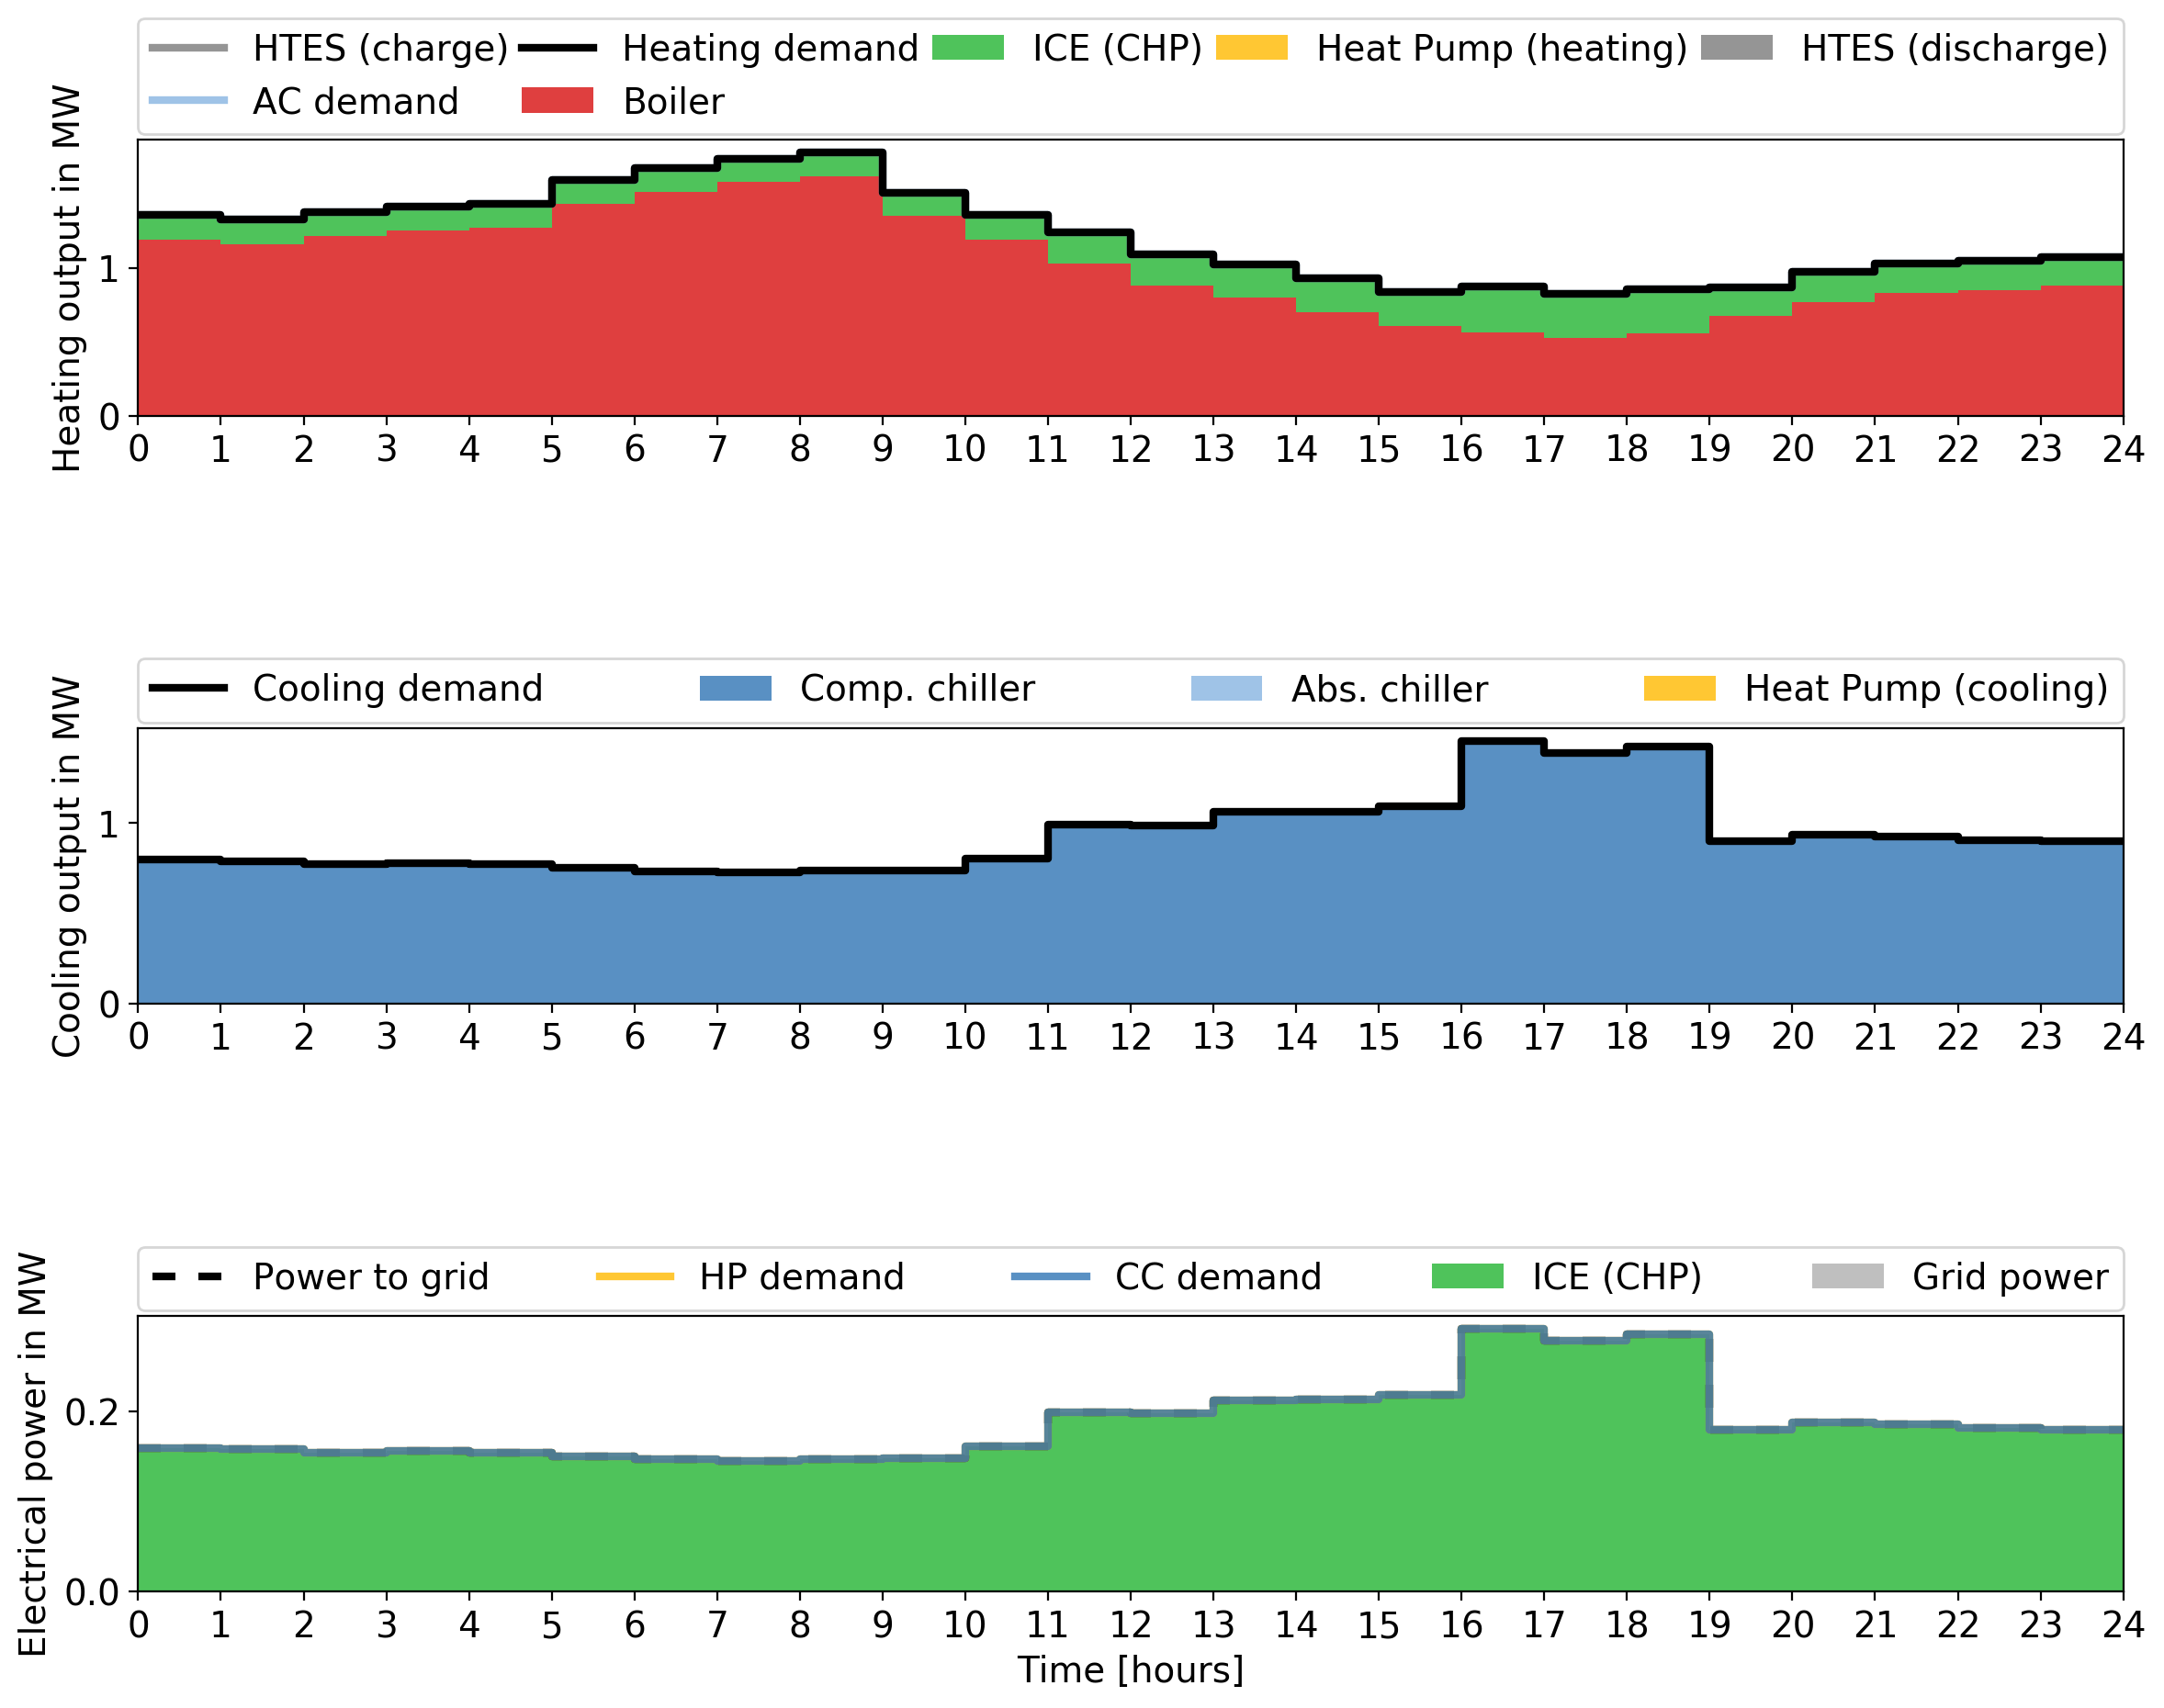 HTES (charge) Heating demand ICE (CHP) Heat Pump (heating) HTES (discharge)
AC demand Boiler
Heating output in MW
1
0
0 1 2 3 4 5 6 7 8 9 10 11 12 13 14 15 16 17 18 19 20 21 22 23 24
Cooling demand Comp. chiller Abs. chiller Heat Pump (cooling)
Cooling output in MW
1
0
0 1 2 3 4 5 6 7 8 9 10 11 12 13 14 15 16 17 18 19 20 21 22 23 24
Power to grid HP demand CC demand ICE (CHP) Grid power
Electrical power in MW
0.2
0.0
0 1 2 3 4 5 6 7 8 9 10 11 12 13 14 15 16 17 18 19 20 21 22 23 24
Time [hours]